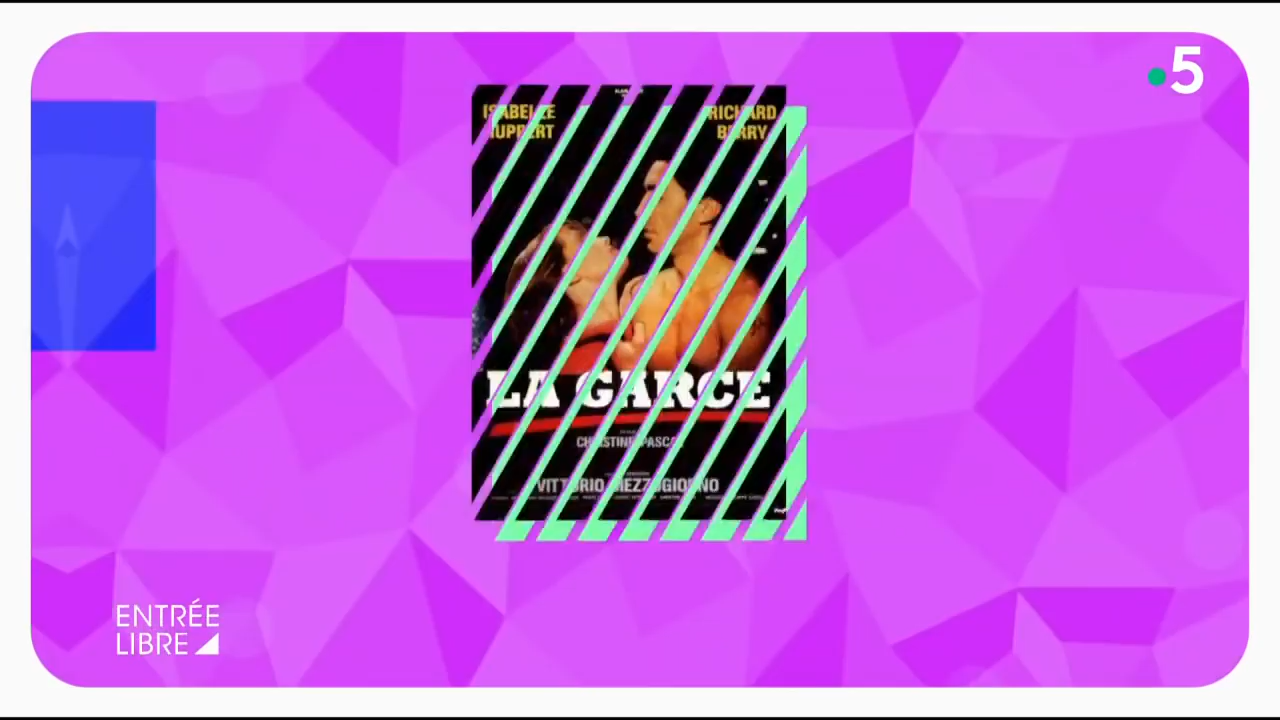 5
ISABELLE
HUPPERT
RICHARD
BERRY
LA GARCE
CHRISTINE PASCAL
VITTORIO MEZZOGIORNO
ENTRÉE
LIBRE